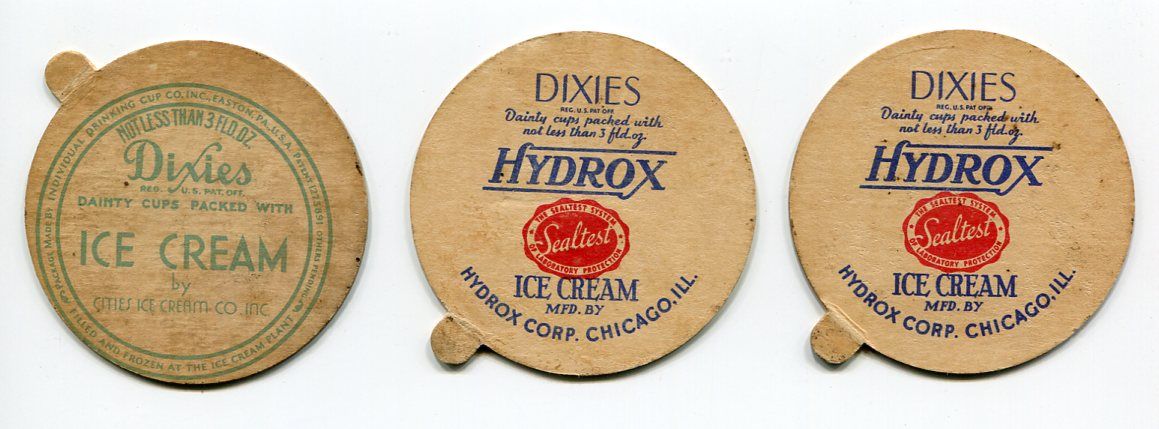 PACKAGE MADE BY INDIVIDUAL DRINKING CUP CO. INC. EASTON, PA. U.S.A. PATENT OTHERS PENDING
NOT LESS THAN 3 FLD. OZ.
Dixies
REG. U.S. PAT. OFF.
DAINTY CUPS PACKED WITH
ICE CREAM
by
CITIES ICE CREAM CO. INC.
FILLED AND FROZEN AT THE ICE CREAM PLANT
DIXIES
REG. U.S. PAT. OFF.
Dainty cups packed with
not less than 3 fld. oz.
HYDROX
THE SEALTEST SYSTEM
Sealtest
OF LABORATORY PROTECTION
ICE CREAM
MFD. BY
HYDROX CORP. CHICAGO, ILL.
DIXIES
REG. U.S. PAT. OFF.
Dainty cups packed with
not less than 3 fld. oz.
HYDROX
THE SEALTEST SYSTEM
Sealtest
OF LABORATORY PROTECTION
ICE CREAM
MFD. BY
HYDROX CORP. CHICAGO, ILL.